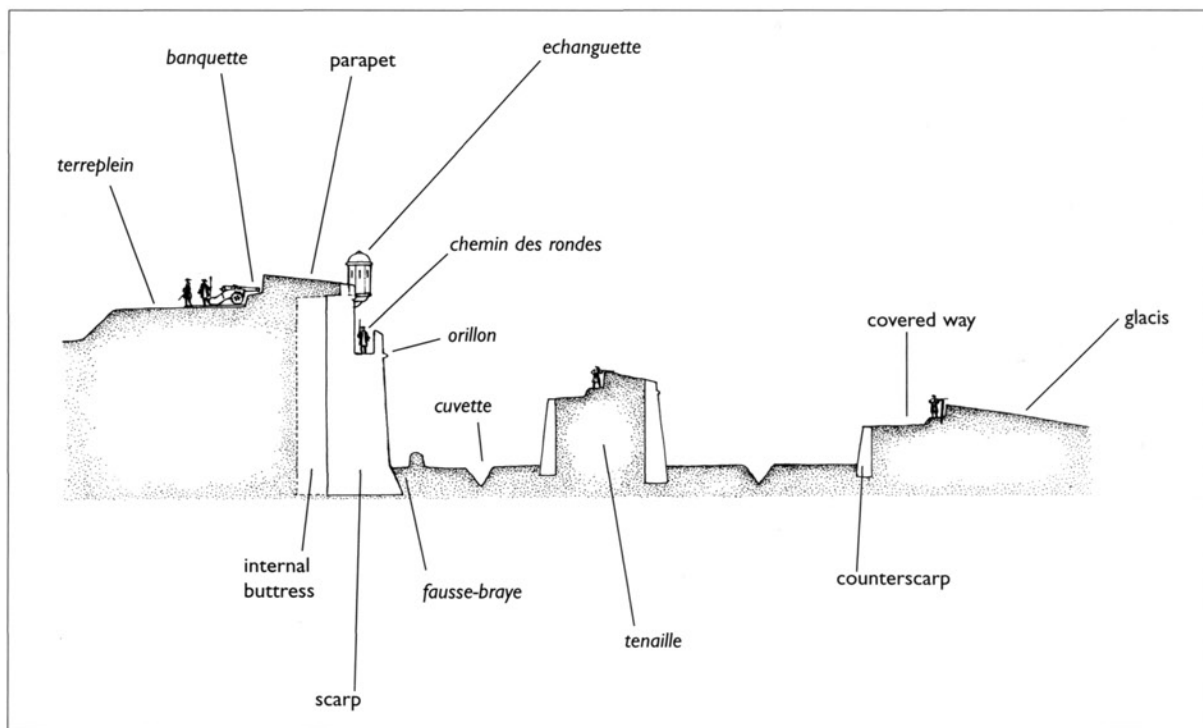 echanguette
banquette
parapet
terreplein
chemin des rondes
orillon
covered way
glacis
cuvette
internal
buttress
fausse-braye
counterscarp
tenaille
scarp